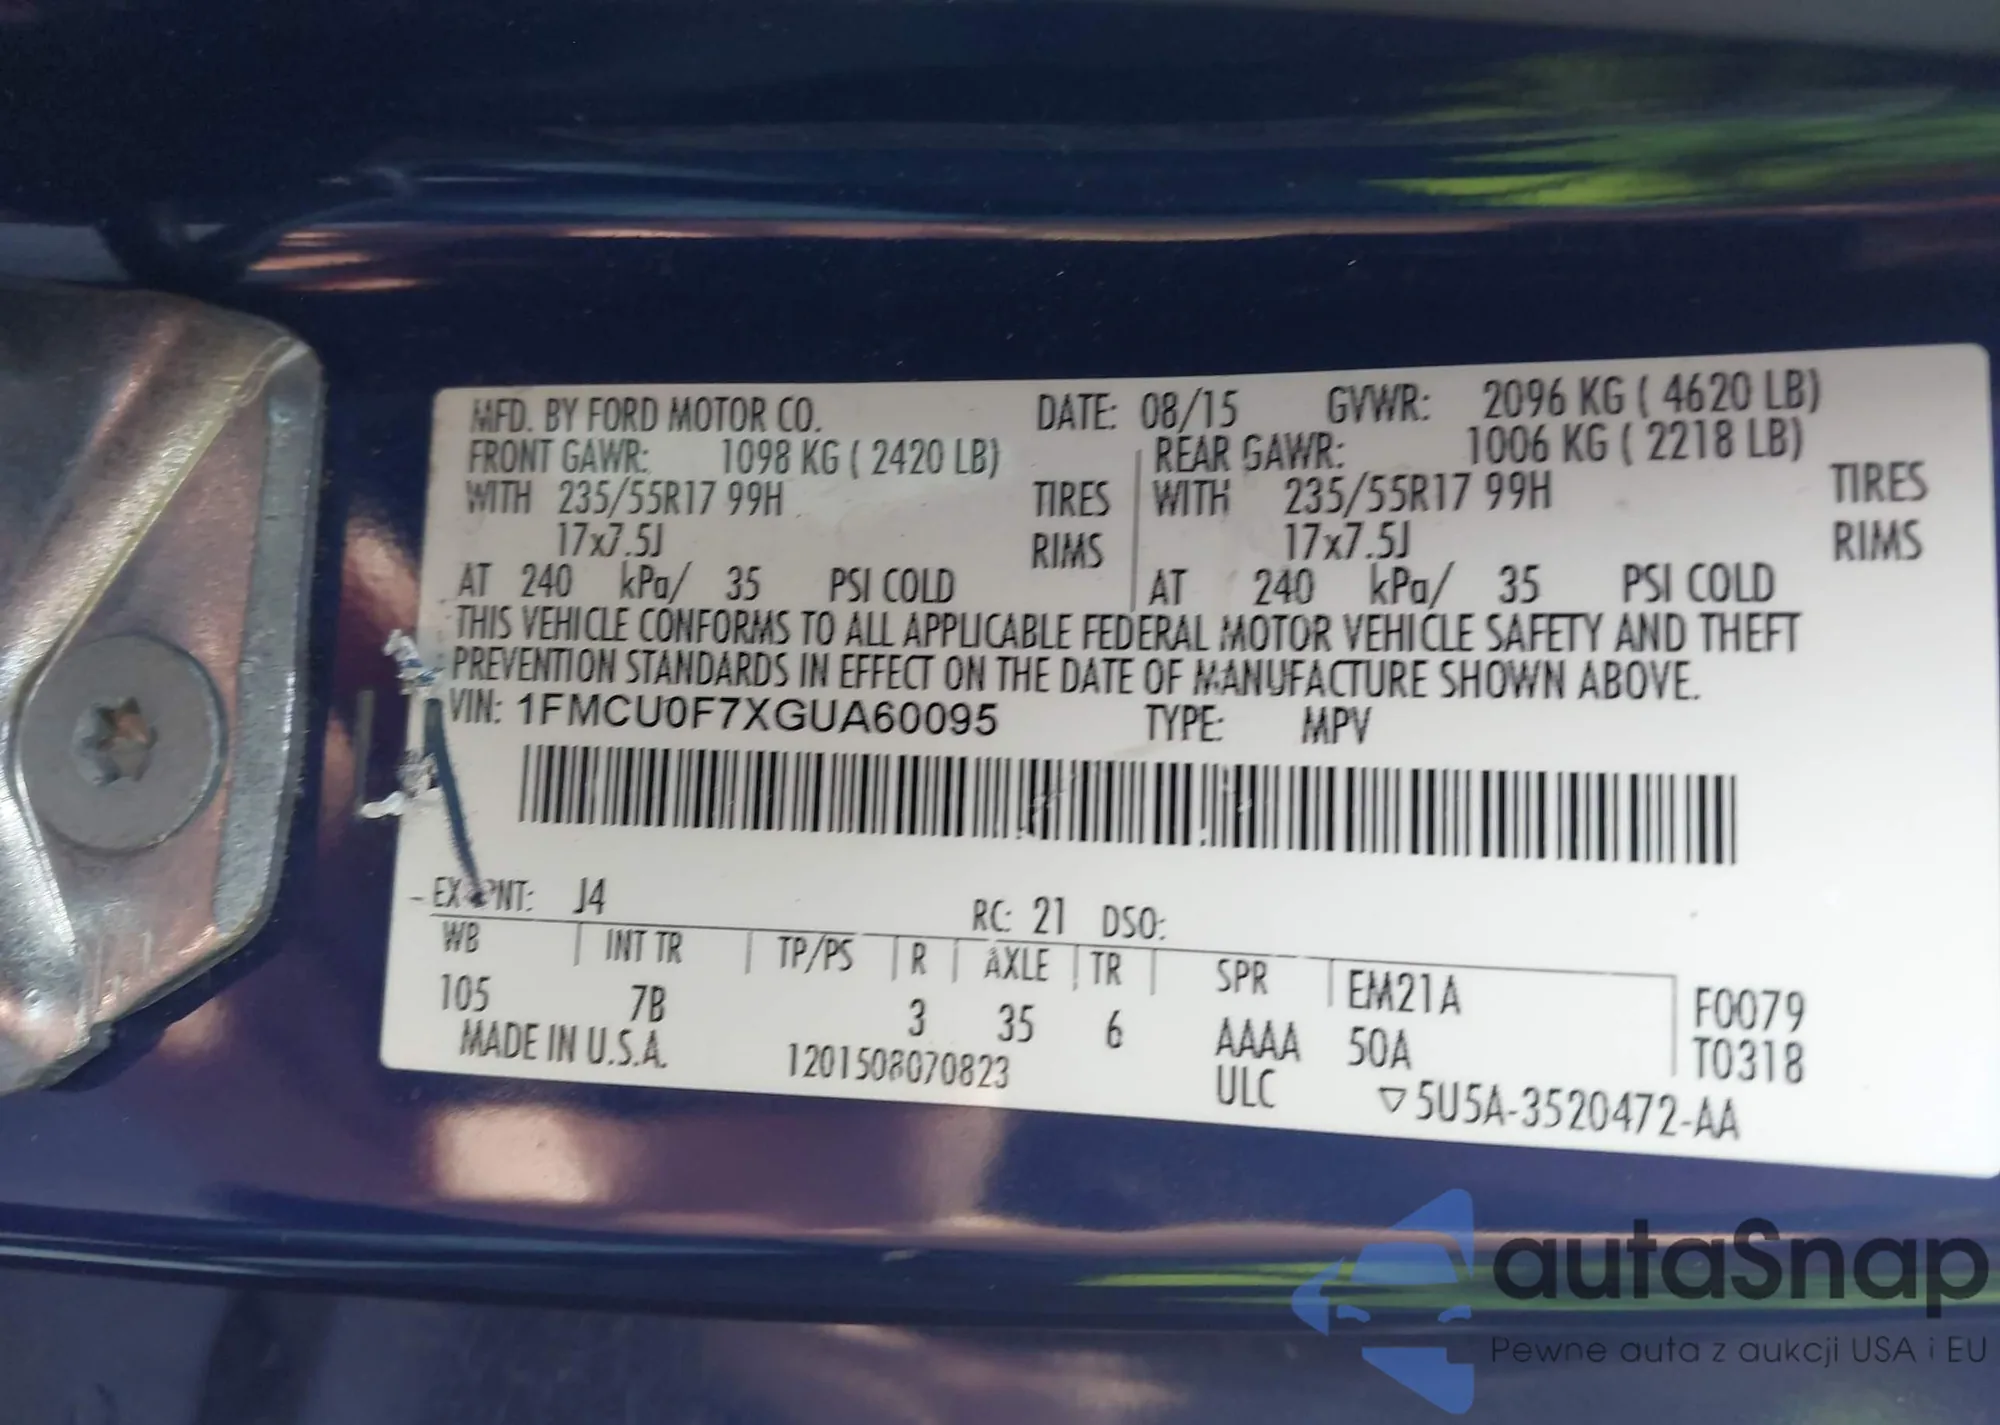 MFD. BY FORD MOTOR CO. DATE: 08/15 GVWR: 2096 KG ( 4620 LB)
FRONT GAWR: 1098 KG ( 2420 LB) REAR GAWR: 1006 KG ( 2218 LB)
WITH 235/55R17 99H TIRES WITH 235/55R17 99H TIRES
17x7.5J RIMS 17x7.5J RIMS
AT 240 kPa/ 35 PSI COLD AT 240 kPa/ 35 PSI COLD
THIS VEHICLE CONFORMS TO ALL APPLICABLE FEDERAL MOTOR VEHICLE SAFETY AND THEFT
PREVENTION STANDARDS IN EFFECT ON THE DATE OF MANUFACTURE SHOWN ABOVE.
VIN: 1FMCU0F7XGUA60095 TYPE: MPV
EXT PNT: J4 RC: 21 DSO:
WB INT TR TP/PS R AXLE TR SPR EM21A F0079
105 7B 3 35 6 AAAA 50A T0318
MADE IN U.S.A. 1201508070823 ULC ▽5U5A-3520472-AA
autaSnap
Pewne auta z aukcji USA i EU